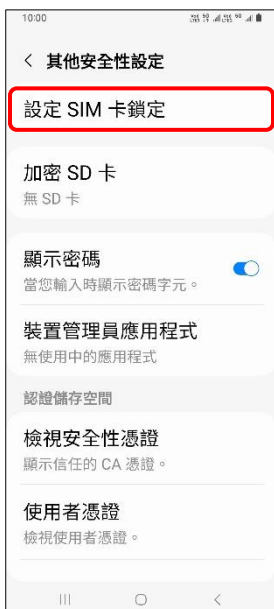 10:00
其他安全性設定
設定 SIM 卡鎖定
加密 SD 卡
無 SD 卡
顯示密碼
當您輸入時顯示密碼字元。
裝置管理員應用程式
無使用中的應用程式
認證儲存空間
檢視安全性憑證
顯示信任的 CA 憑證。
使用者憑證
檢視使用者憑證。